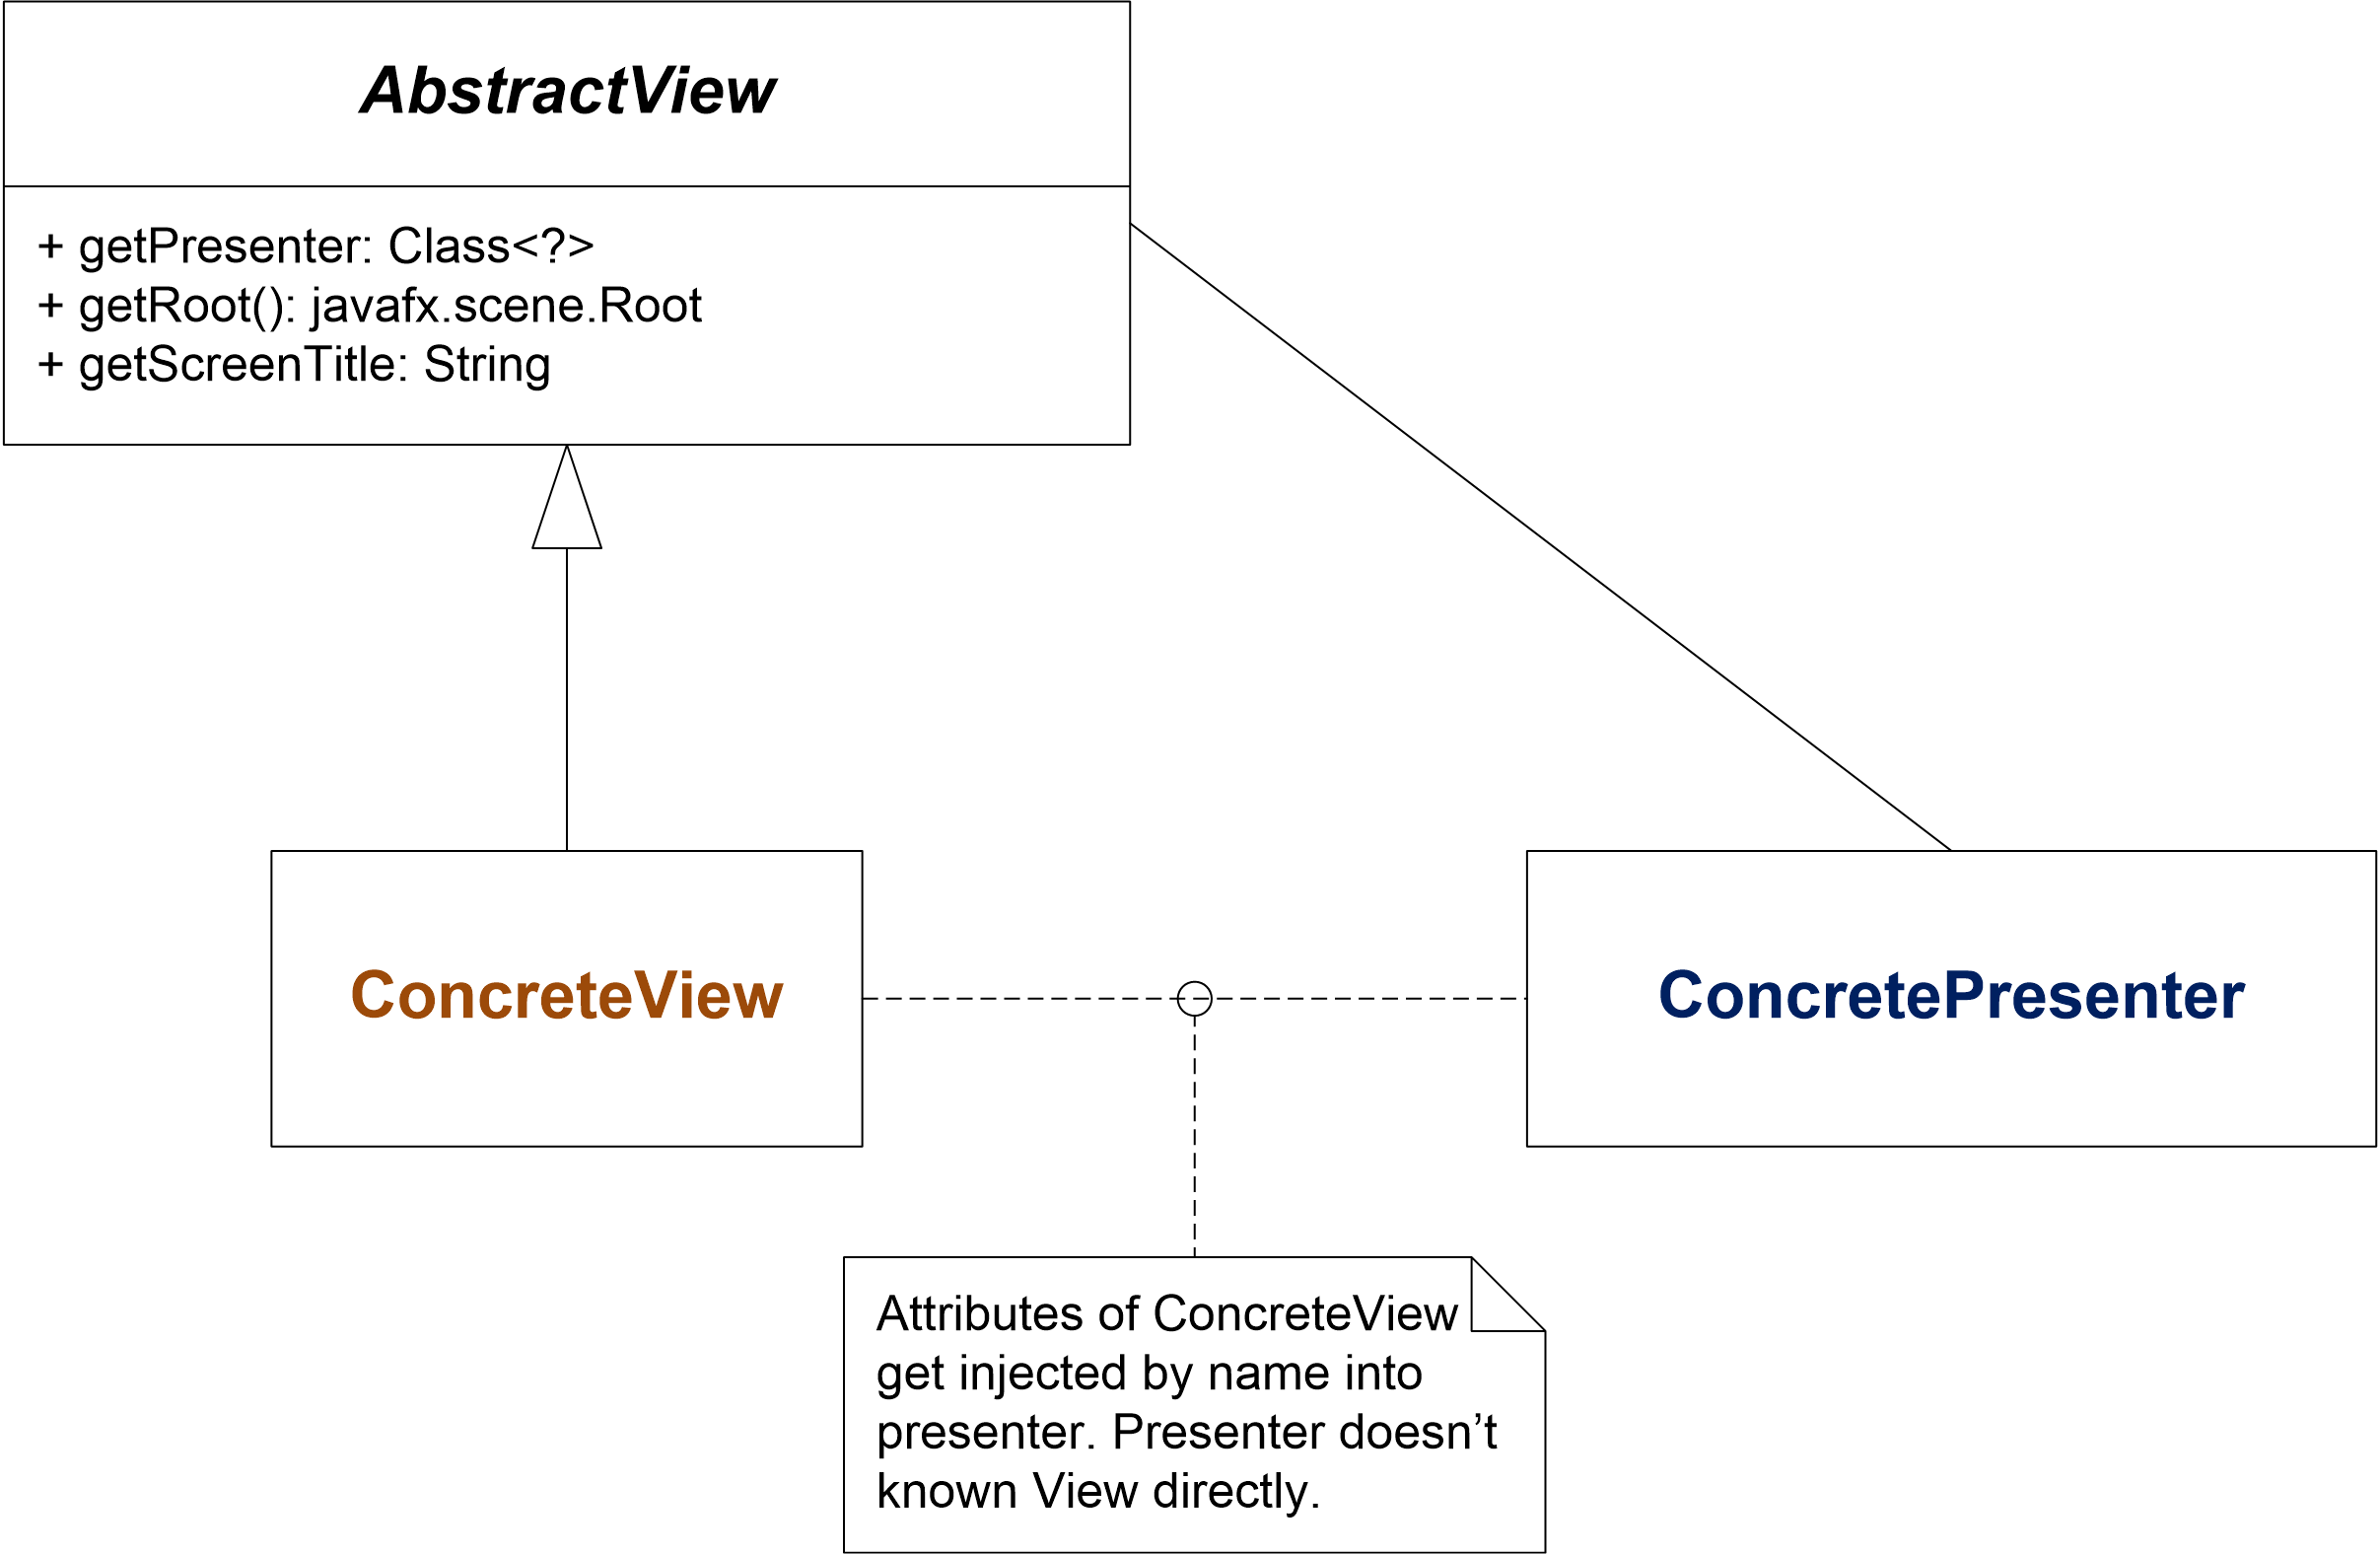 AbstractView
+ getPresenter: Class<?>
+ getRoot(): javafx.scene.Root
+ getScreenTitle: String
ConcreteView
ConcretePresenter
Attributes of ConcreteView
get injected by name into
presenter. Presenter doesn’t
known View directly.